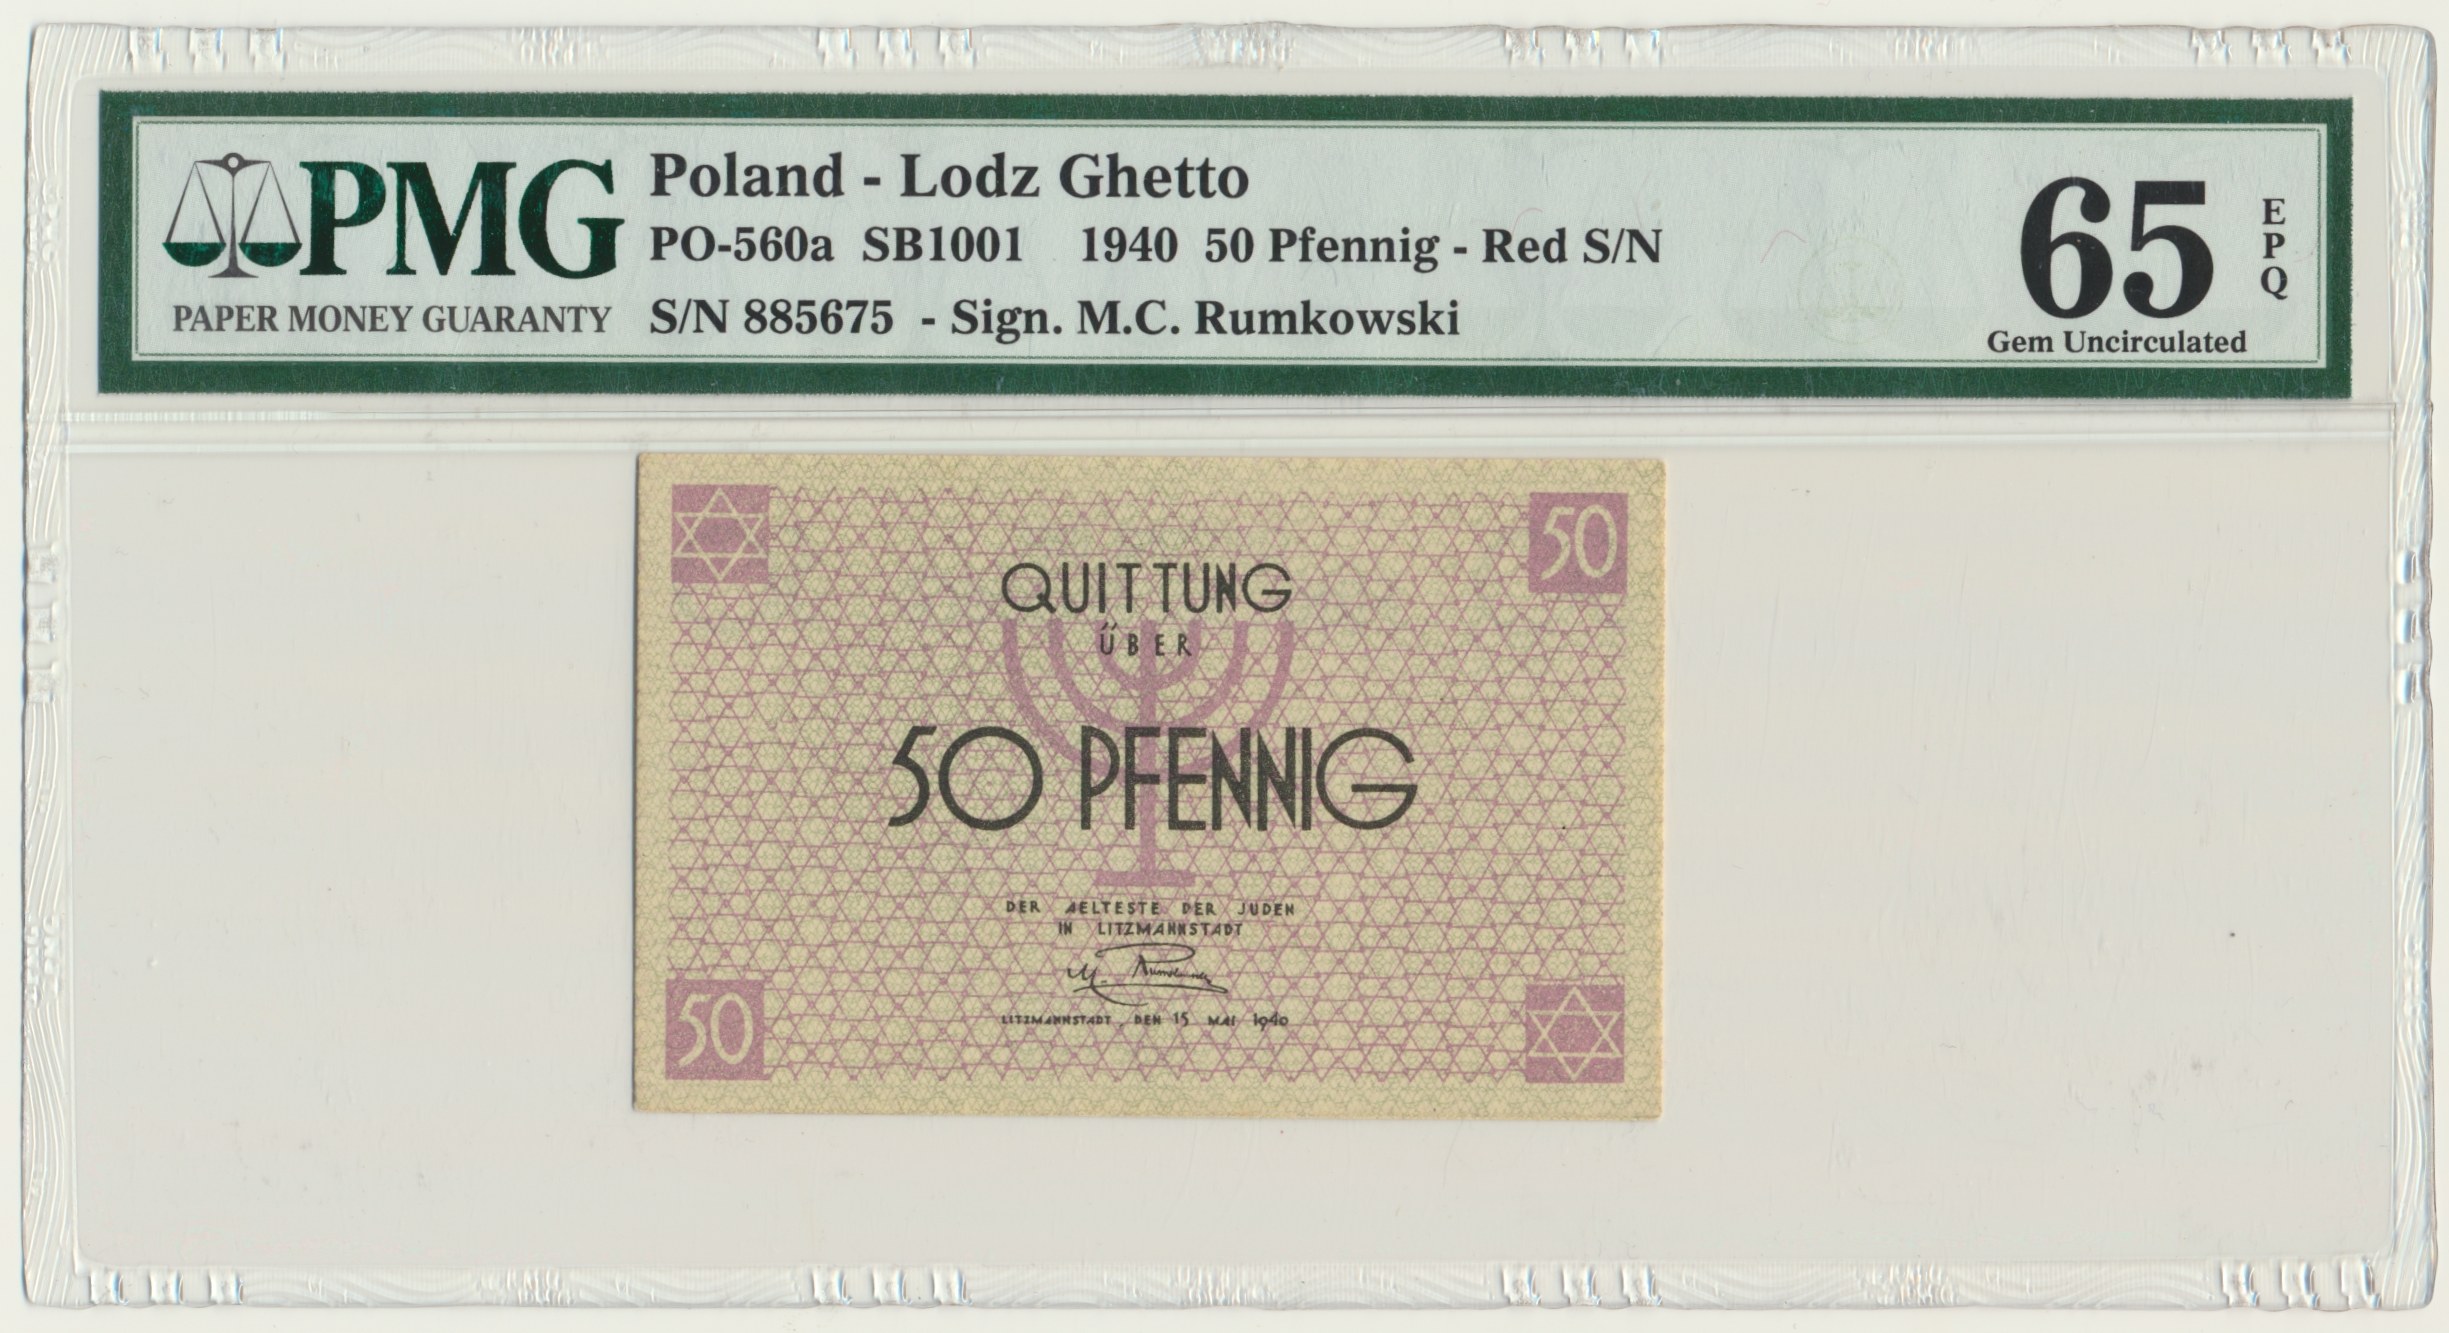 PMG
PAPER MONEY GUARANTY
Poland - Lodz Ghetto
PO-560a SB1001 1940 50 Pfennig - Red S/N
S/N 885675 - Sign. M.C. Rumkowski
65
EPQ
Gem Uncirculated
50
QUITTUNG
ÜBER
50 PFENNIG
DER AELTESTE DER JUDEN
IN LITZMANNSTADT
M. Rumkowski
LITZMANNSTADT, DEN 15 MAI 1940
50